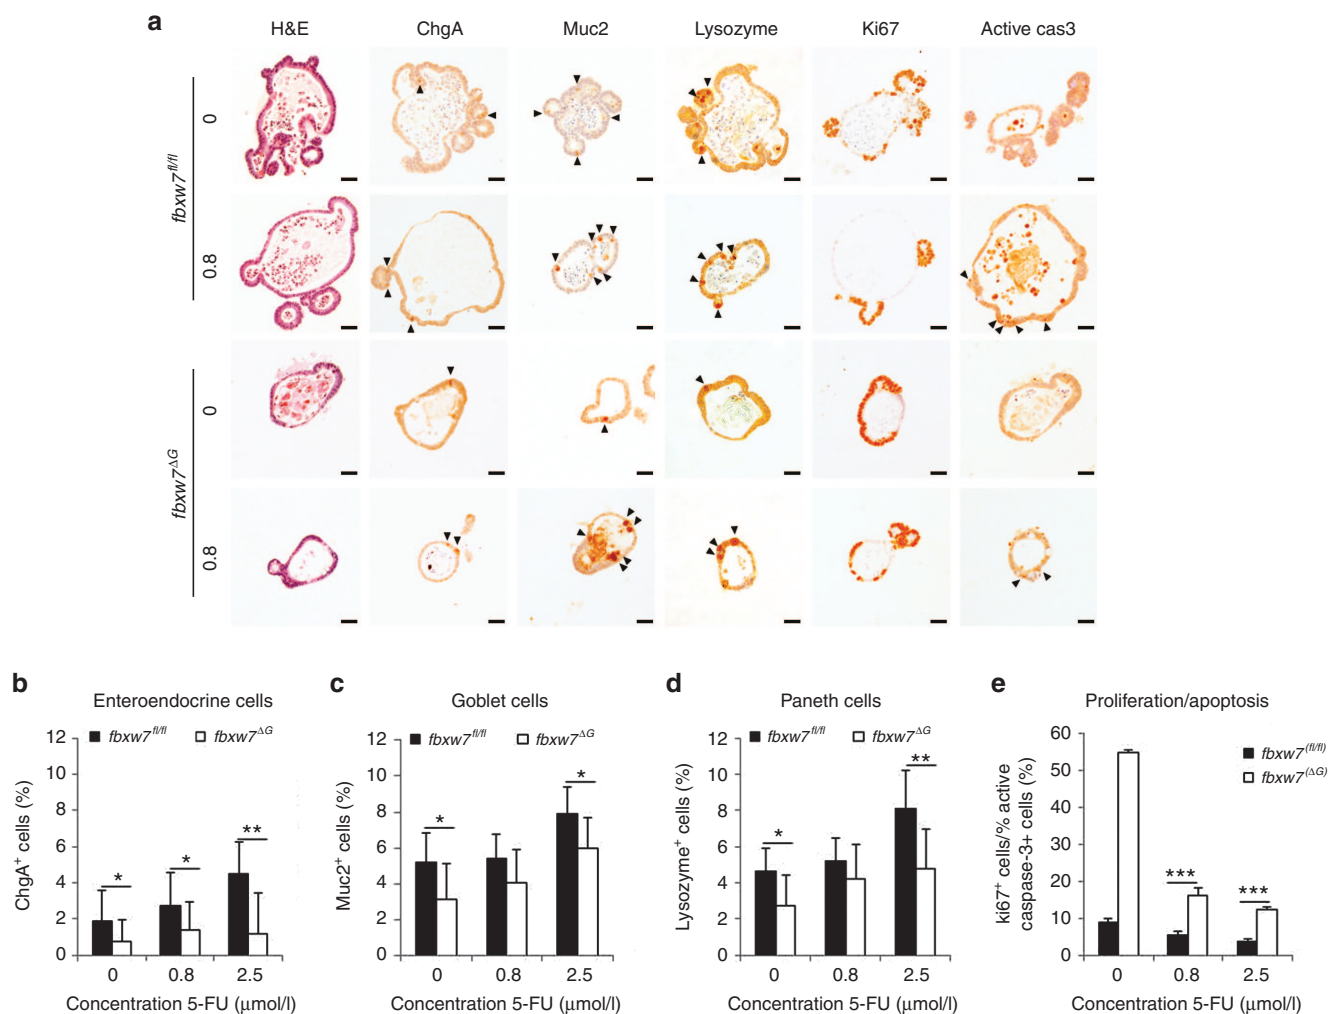 a
H&E ChgA Muc2 Lysozyme Ki67 Active cas3
fbxw7fl/fl
0
0.8
fbxw7ΔG
0
0.8
b Enteroendocrine cells
fbxw7fl/fl fbxw7ΔG
ChgA+ cells (%)
12
10
8
6
4
2
0
* * **
0 0.8 2.5
Concentration 5-FU (μmol/l)
c Goblet cells
fbxw7fl/fl fbxw7ΔG
Muc2+ cells (%)
12
10
8
6
4
2
0
* *
0 0.8 2.5
Concentration 5-FU (μmol/l)
d Paneth cells
fbxw7fl/fl fbxw7ΔG
Lysozyme+ cells (%)
12
10
8
6
4
2
0
* **
0 0.8 2.5
Concentration 5-FU (μmol/l)
e Proliferation/apoptosis
fbxw7(fl/fl)
fbxw7(ΔG)
ki67+ cells/% active
caspase-3+ cells (%)
60
50
40
30
20
10
0
*** ***
0 0.8 2.5
Concentration 5-FU (μmol/l)